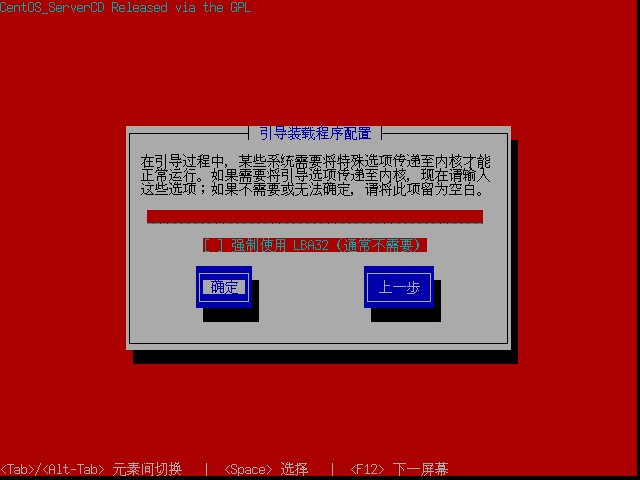 CentOS_ServerCD Released via the GPL
引导装载程序配置
在引导过程中, 某些系统需要将特殊选项传递至内核才能
正常运行。如果需要将引导选项传递至内核, 现在请输入
这些选项；如果不需要或无法确定, 请将此项留为空白。
[ ] 强制使用 LBA32 (通常不需要)
确定 上一步
<Tab>/<Alt-Tab> 元素间切换 | <Space> 选择 | <F12> 下一屏幕